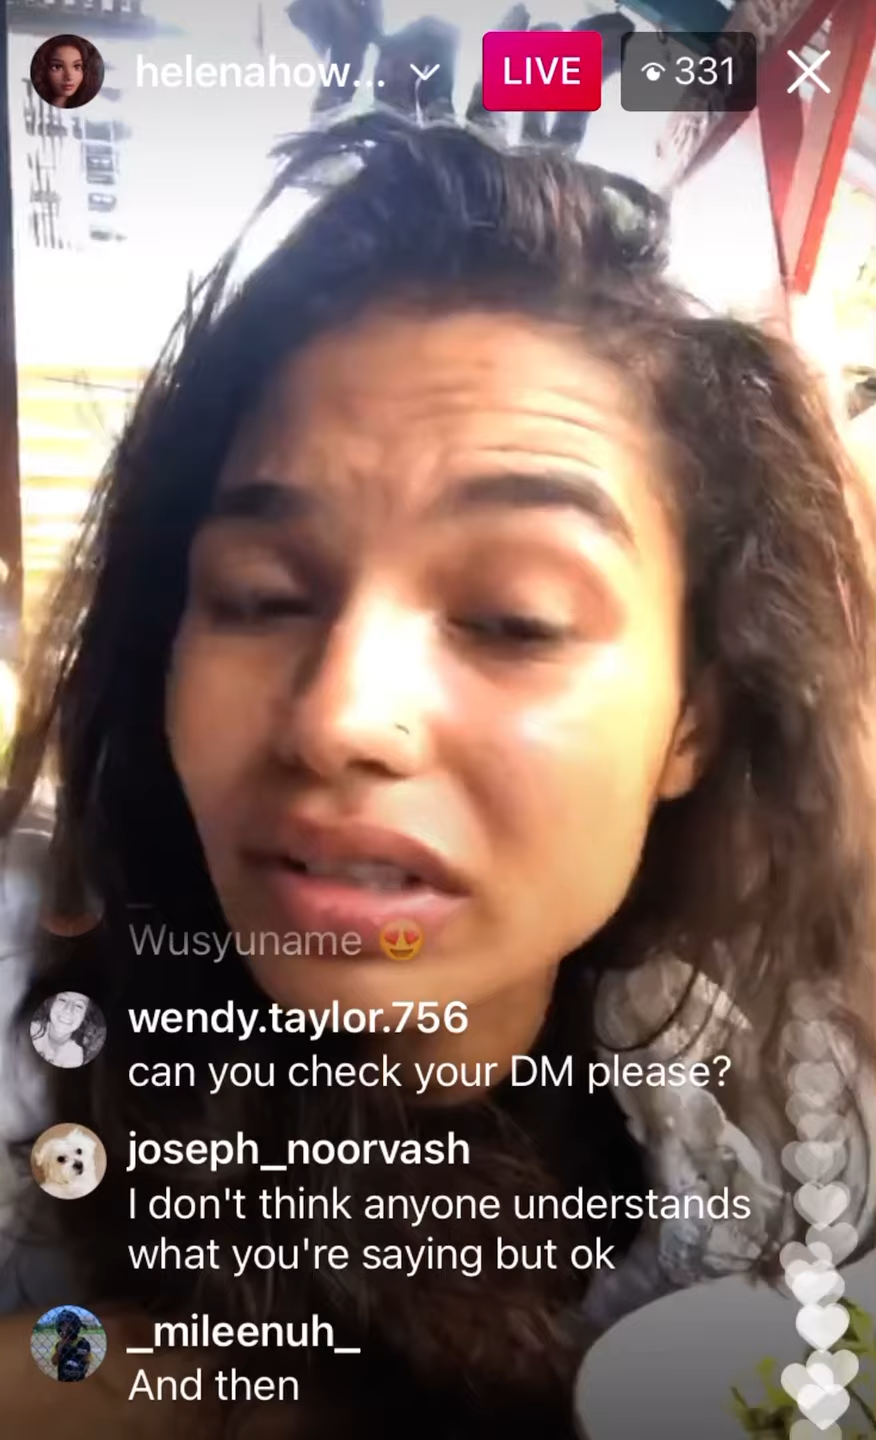 helenahow...
LIVE
331
Wusyuname 😍
wendy.taylor.756
can you check your DM please?
joseph_noorvash
I don't think anyone understands
what you're saying but ok
_mileenuh_
And then